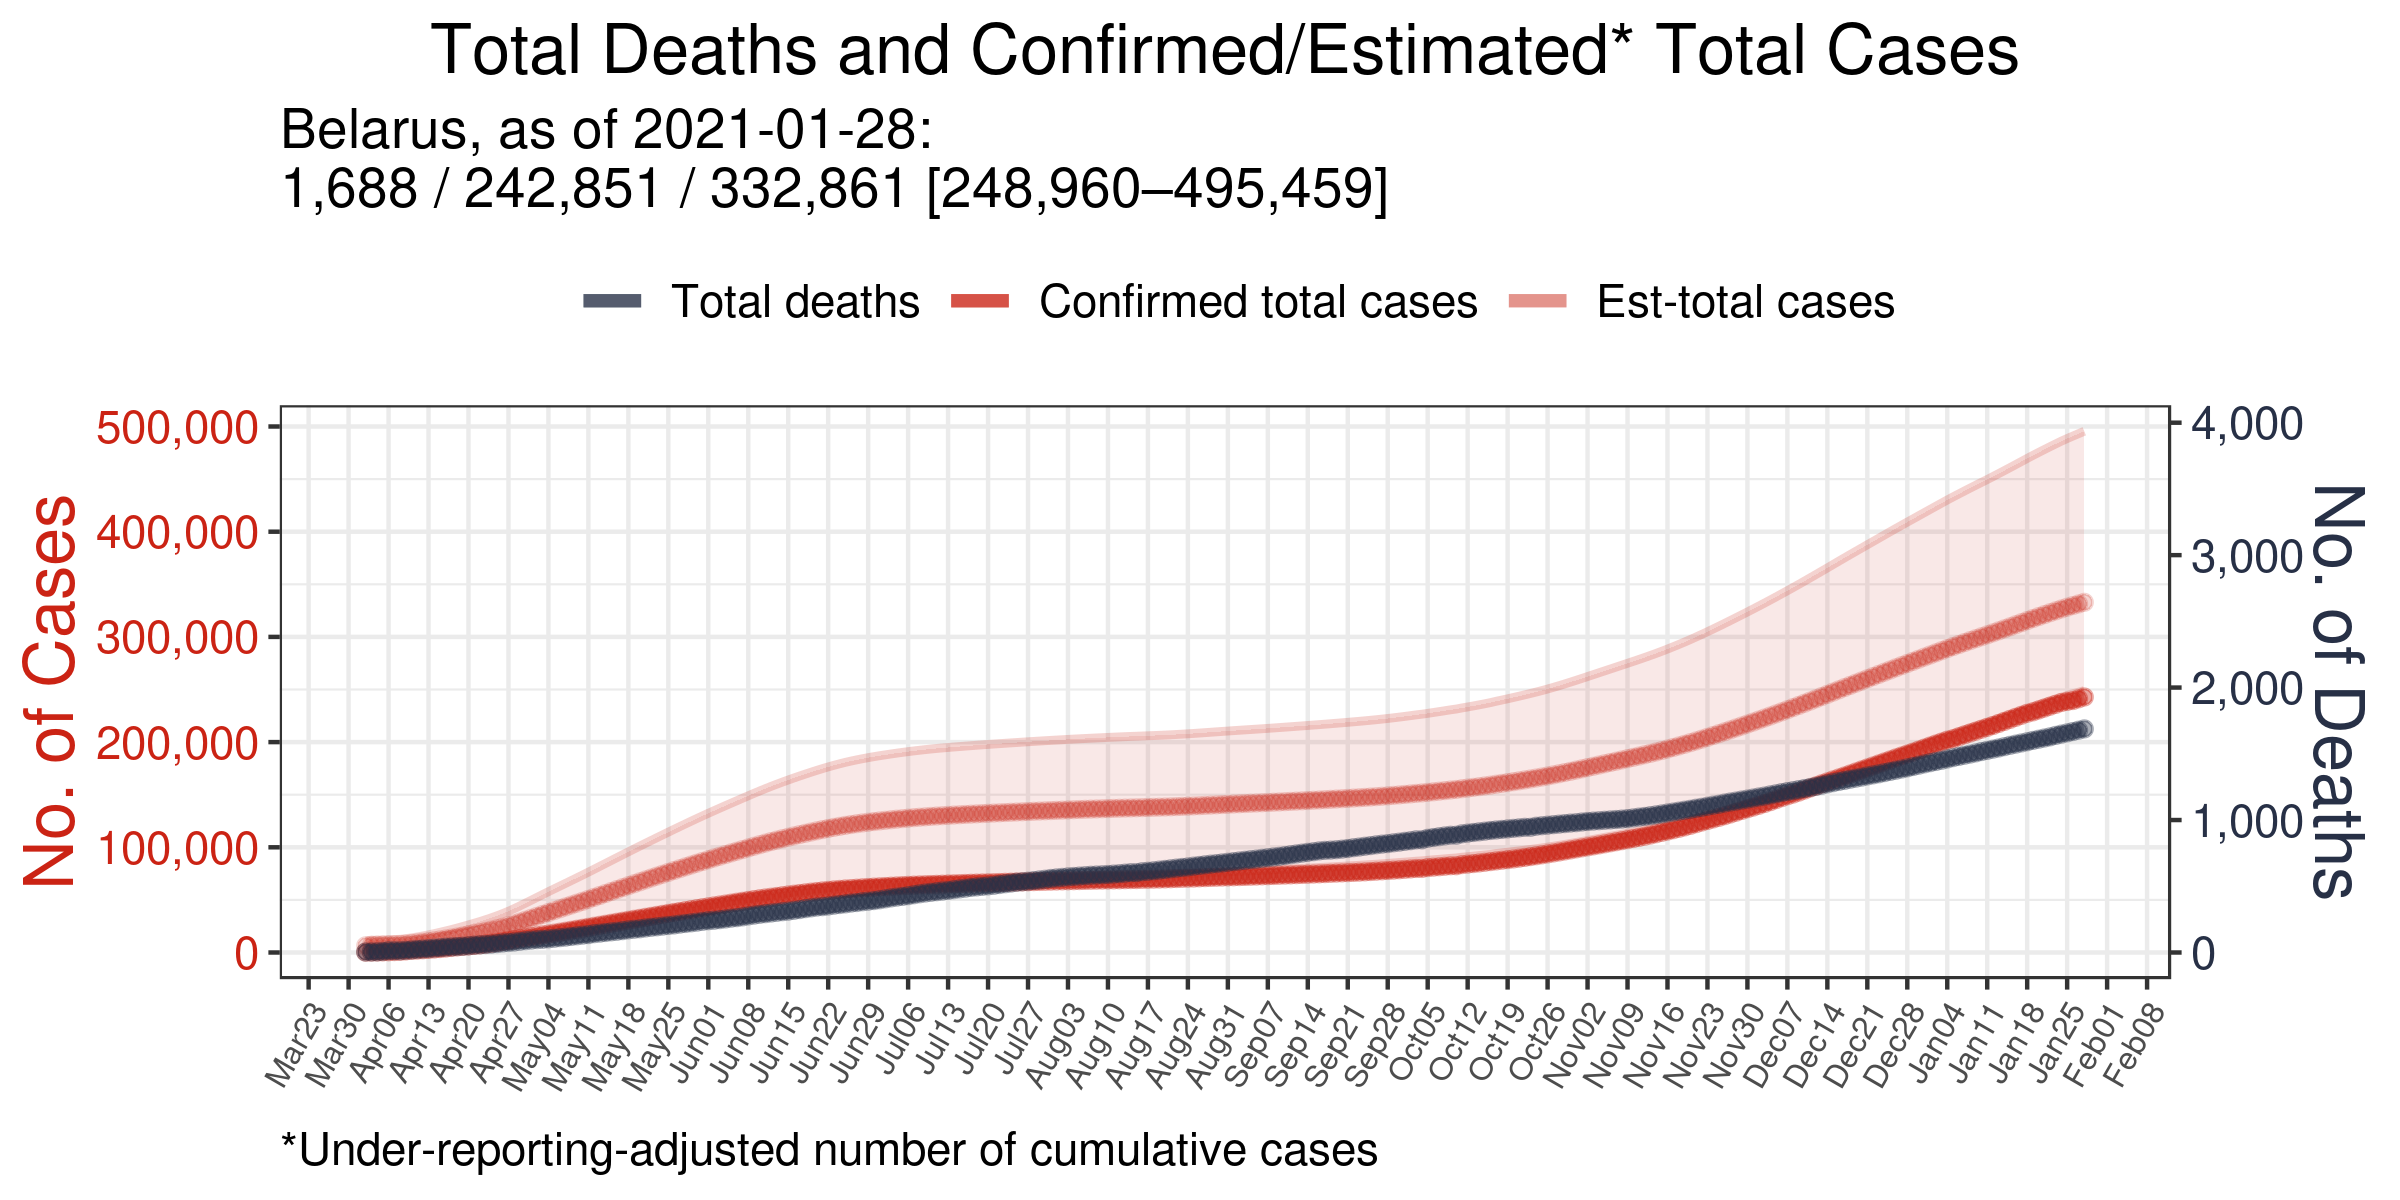 Total Deaths and Confirmed/Estimated* Total Cases
Belarus, as of 2021-01-28:
1,688 / 242,851 / 332,861 [248,960–495,459]
Total deaths
Confirmed total cases
Est-total cases
No. of Cases
500,000
400,000
300,000
200,000
100,000
0
4,000
3,000
2,000
1,000
0
No. of Deaths
Mar23
Mar30
Apr06
Apr13
Apr20
Apr27
May04
May11
May18
May25
Jun01
Jun08
Jun15
Jun22
Jun29
Jul06
Jul13
Jul20
Jul27
Aug03
Aug10
Aug17
Aug24
Aug31
Sep07
Sep14
Sep21
Sep28
Oct05
Oct12
Oct19
Oct26
Nov02
Nov09
Nov16
Nov23
Nov30
Dec07
Dec14
Dec21
Dec28
Jan04
Jan11
Jan18
Jan25
Feb01
Feb08
*Under-reporting-adjusted number of cumulative cases